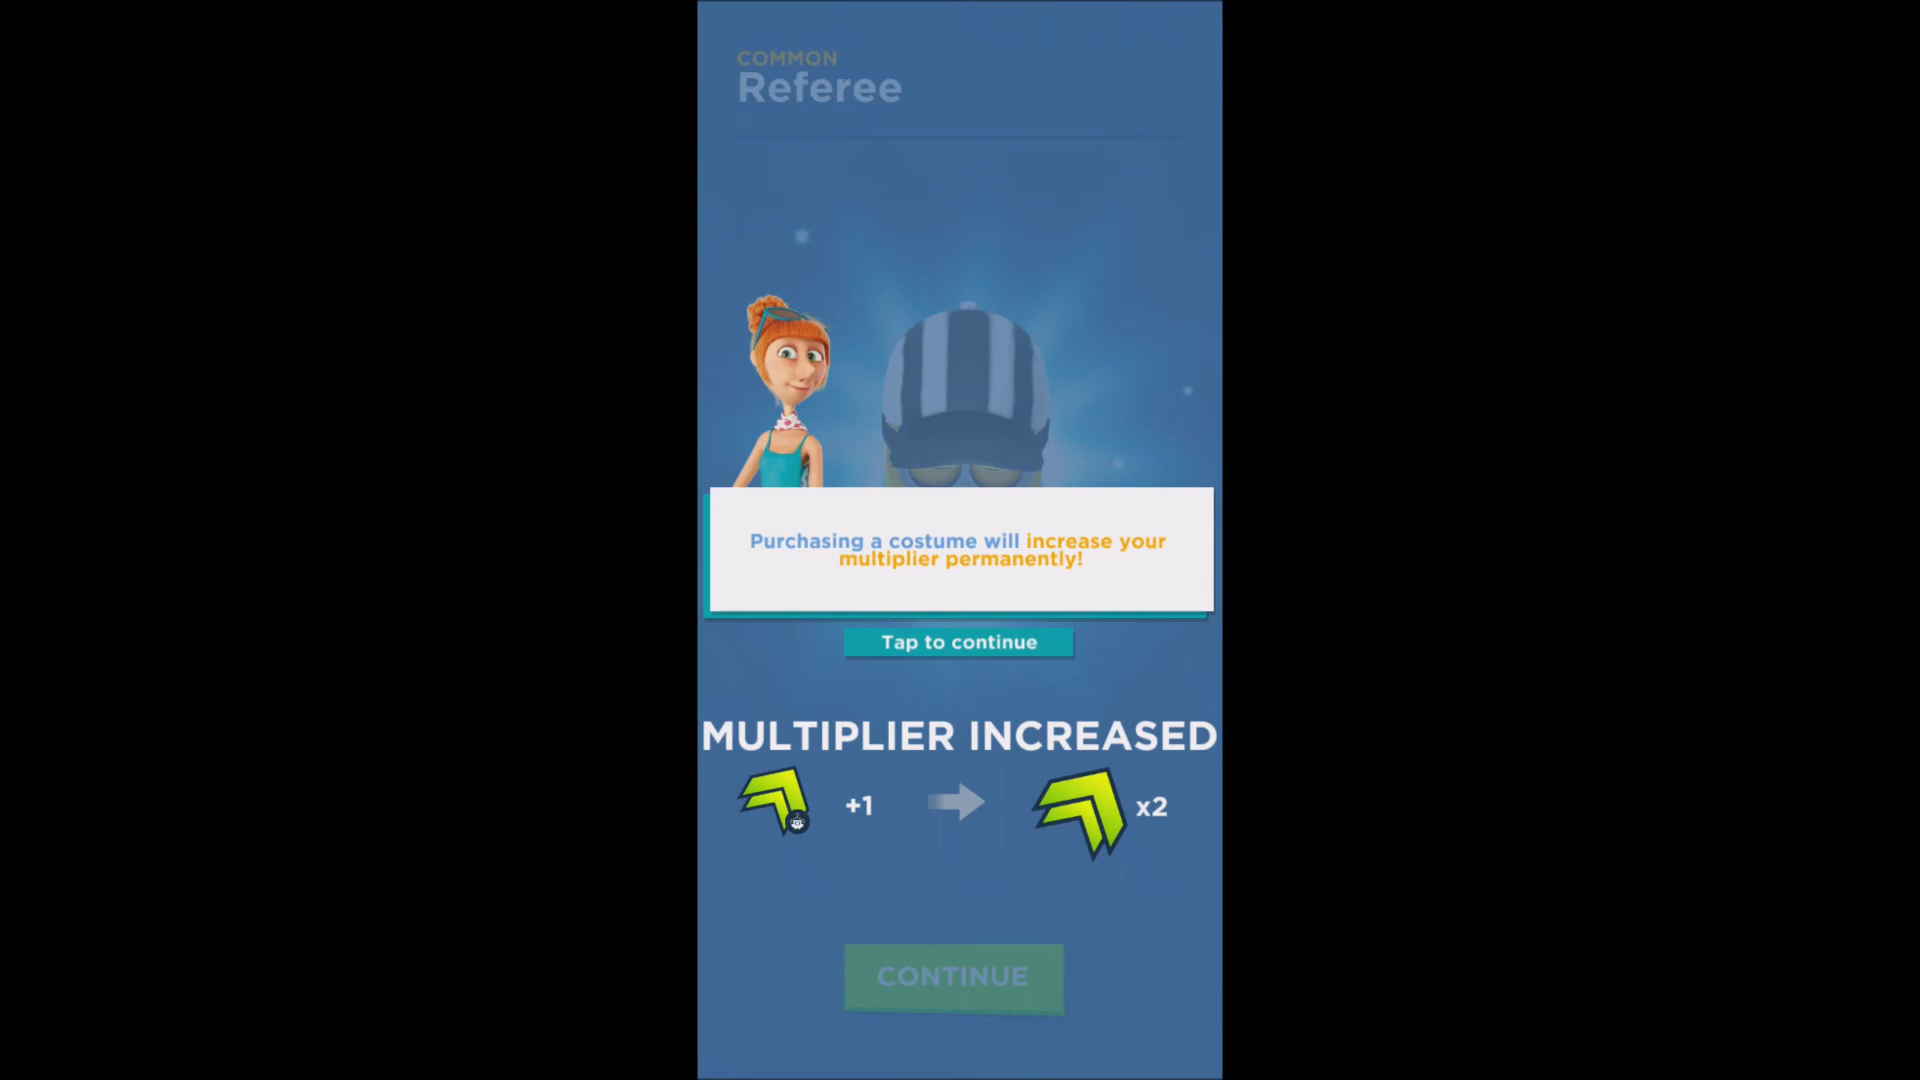 COMMON
Referee
Purchasing a costume will increase your
multiplier permanently!
Tap to continue
MULTIPLIER INCREASED
+1
x2
CONTINUE